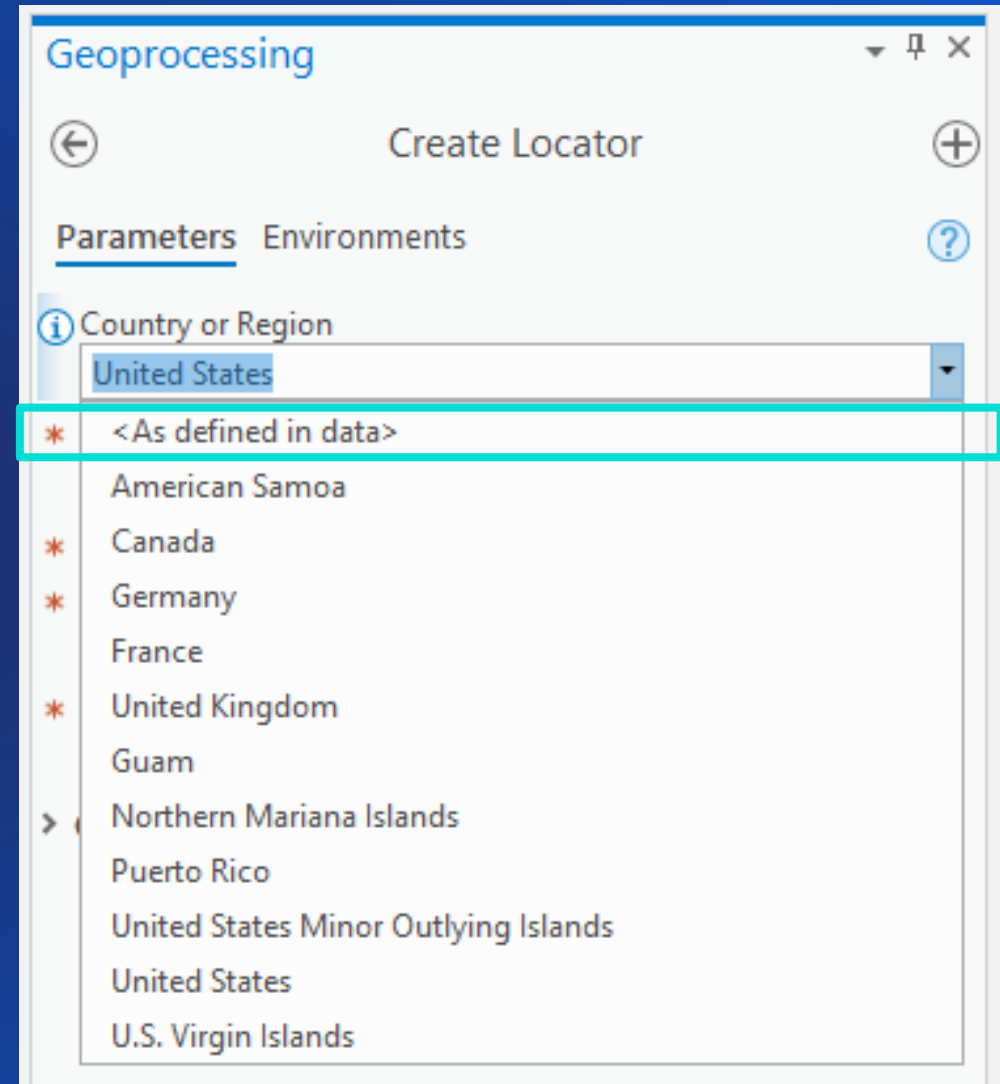 Geoprocessing
Create Locator
Parameters Environments
Country or Region
United States
* <As defined in data>
American Samoa
* Canada
* Germany
France
* United Kingdom
Guam
Northern Mariana Islands
Puerto Rico
United States Minor Outlying Islands
United States
U.S. Virgin Islands